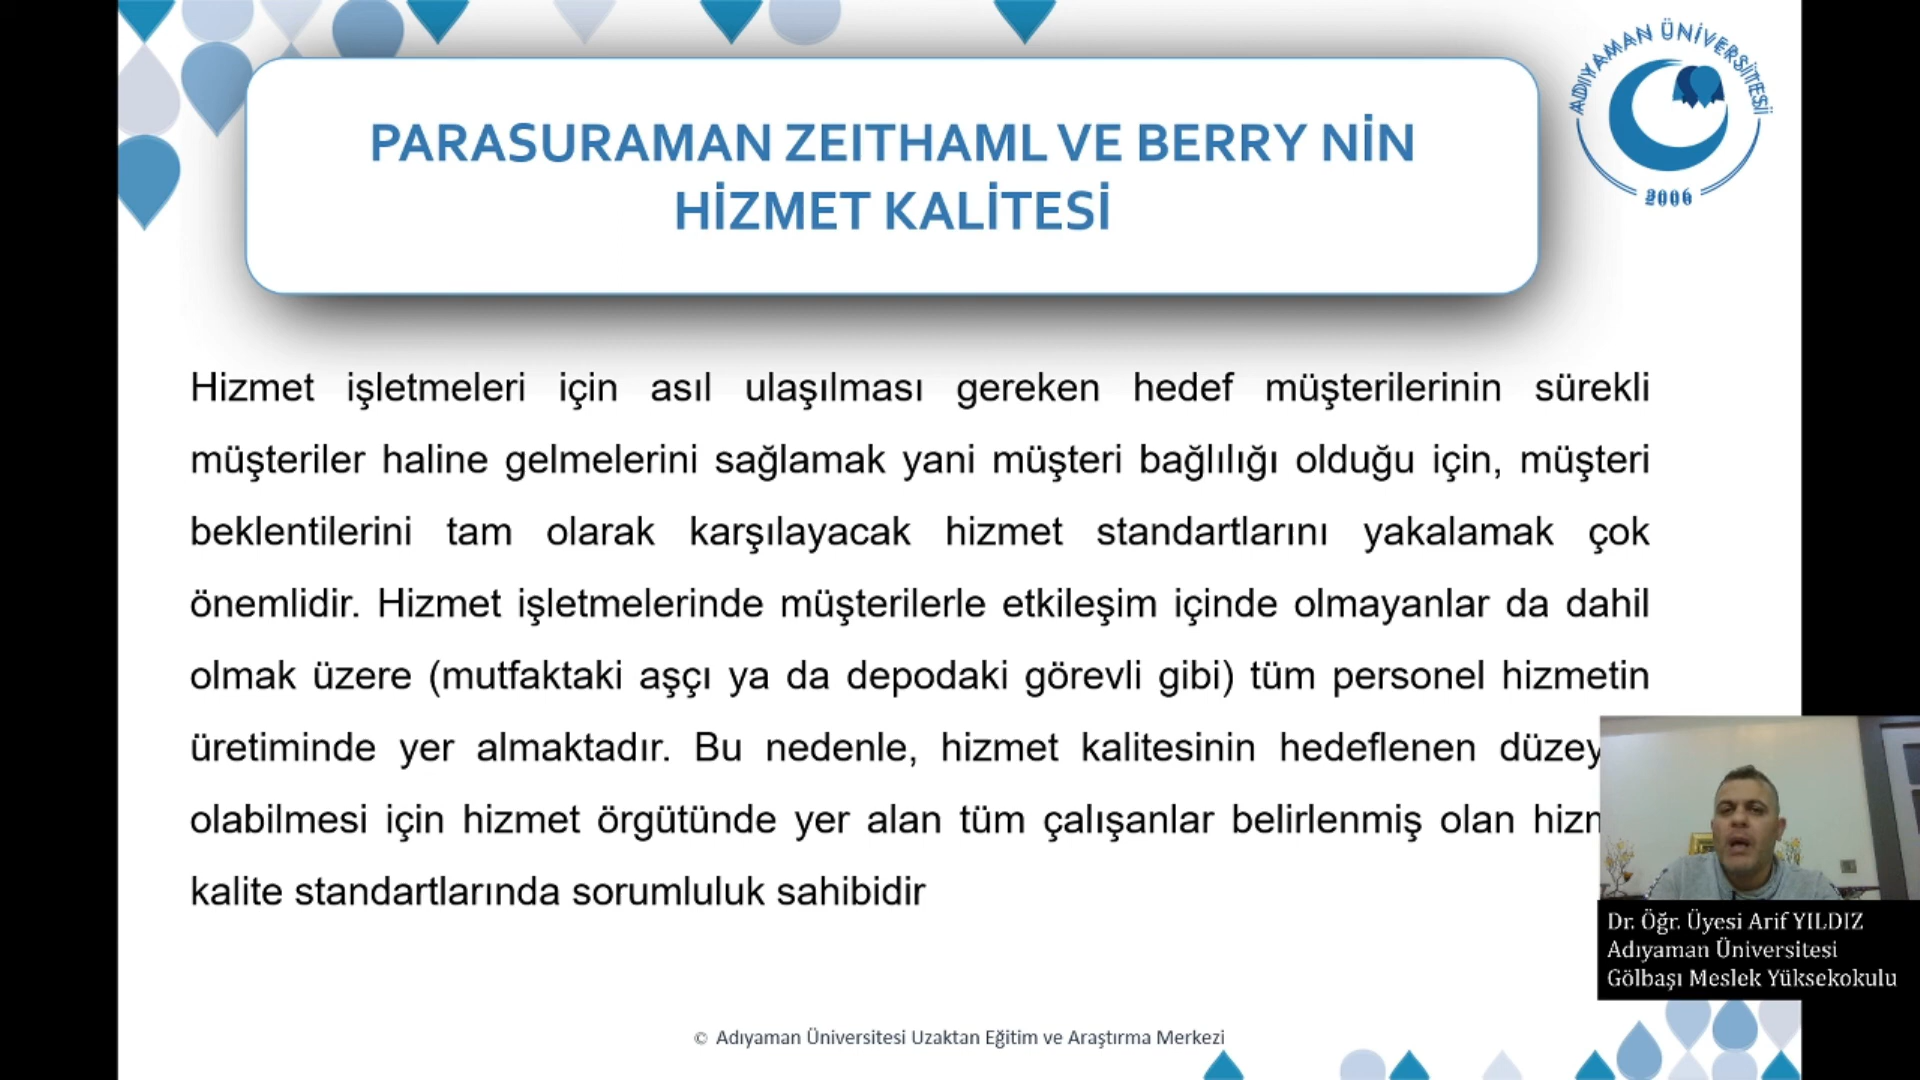 ADIYAMAN ÜNİVERSİTESİ
2006
PARASURAMAN ZEITHAML VE BERRY NİN
HİZMET KALİTESİ
Hizmet işletmeleri için asıl ulaşılması gereken hedef müşterilerinin sürekli
müşteriler haline gelmelerini sağlamak yani müşteri bağlılığı olduğu için, müşteri
beklentilerini tam olarak karşılayacak hizmet standartlarını yakalamak çok
önemlidir. Hizmet işletmelerinde müşterilerle etkileşim içinde olmayanlar da dahil
olmak üzere (mutfaktaki aşçı ya da depodaki görevli gibi) tüm personel hizmetin
üretiminde yer almaktadır. Bu nedenle, hizmet kalitesinin hedeflenen düzey
olabilmesi için hizmet örgütünde yer alan tüm çalışanlar belirlenmiş olan
kalite standartlarında sorumluluk sahibidir
Dr. Öğr. Üyesi Arif YILDIZ
Adıyaman Üniversitesi
Gölbaşı Meslek Yüksekokulu
© Adıyaman Üniversitesi Uzaktan Eğitim ve Araştırma Merkezi